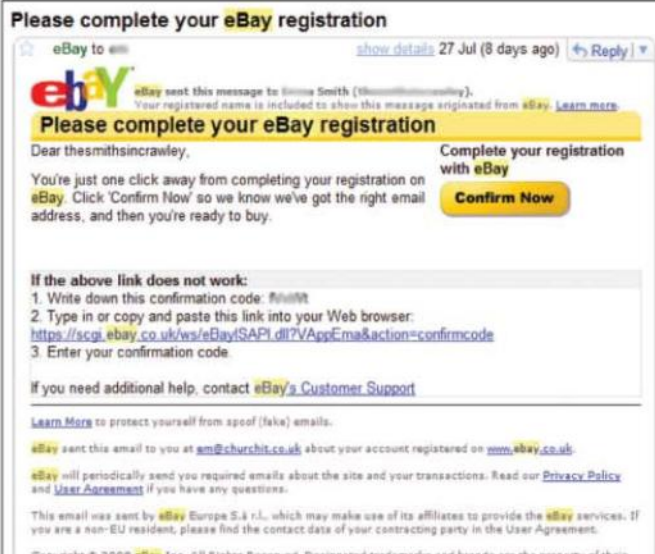 Please complete your eBay registration
eBay to
show details 27 Jul (8 days ago) Reply
ebY
eBay sent this message to Smith ( ).
Your registered name is included to show this message originated from eBay. Learn more.
Please complete your eBay registration
Dear thesmithsincrawley,
You're just one click away from completing your registration on
eBay. Click 'Confirm Now' so we know we've got the right email
address, and then you're ready to buy.
Complete your registration
with eBay
Confirm Now
If the above link does not work:
1. Write down this confirmation code:
2. Type in or copy and paste this link into your Web browser:
https://scgi.ebay.co.uk/ws/eBayISAPI.dll?VAppEma&action=confirmcode
3. Enter your confirmation code.
If you need additional help, contact eBay's Customer Support
Learn More to protect yourself from spoof (fake) emails.
eBay sent this email to you at em@churchit.co.uk about your account registered on www.ebay.co.uk.
eBay will periodically send you required emails about the site and your transactions. Read our Privacy Policy
and User Agreement if you have any questions.
This email was sent by eBay Europe S.à r.l., which may make use of its affiliates to provide the eBay services. If
you are a non-EU resident, please find the contact data of your contracting party in the User Agreement.